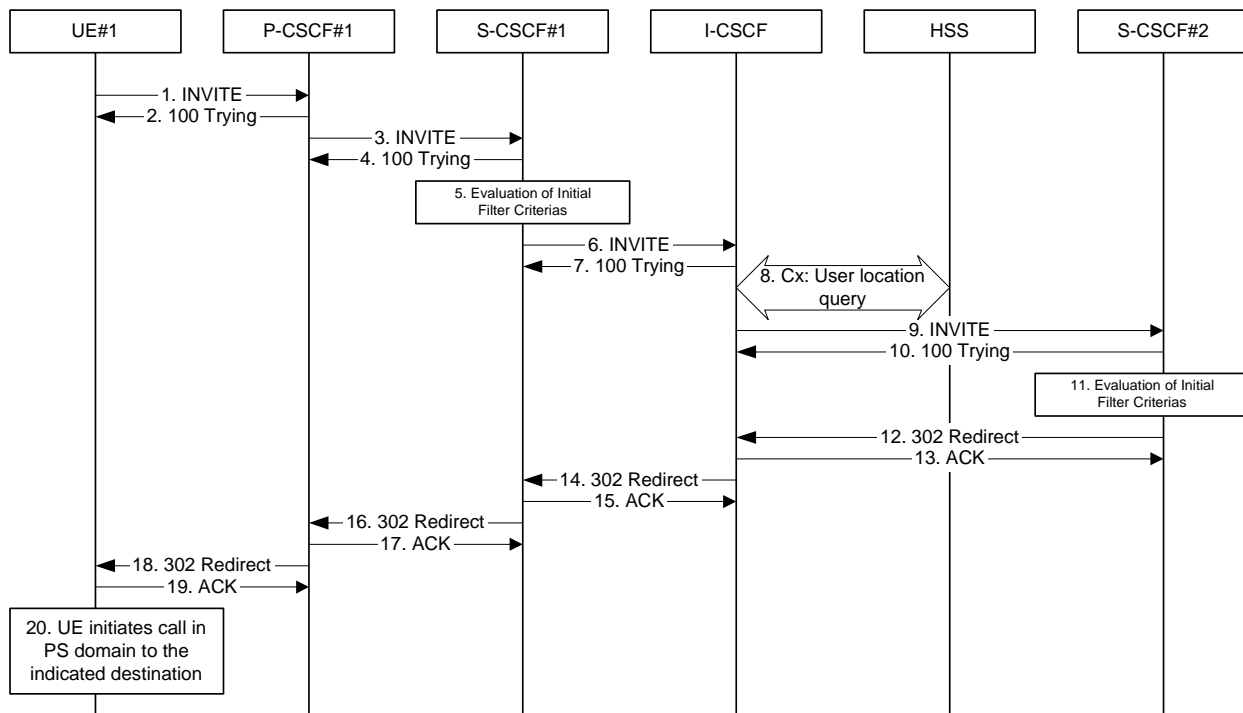 UE#1
P-CSCF#1
S-CSCF#1
I-CSCF
HSS
S-CSCF#2
1. INVITE
2. 100 Trying
3. INVITE
4. 100 Trying
5. Evaluation of Initial
Filter Criterias
6. INVITE
7. 100 Trying
8. Cx: User location
query
9. INVITE
10. 100 Trying
11. Evaluation of Initial
Filter Criterias
12. 302 Redirect
13. ACK
14. 302 Redirect
15. ACK
16. 302 Redirect
17. ACK
18. 302 Redirect
19. ACK
20. UE initiates call in
PS domain to the
indicated destination